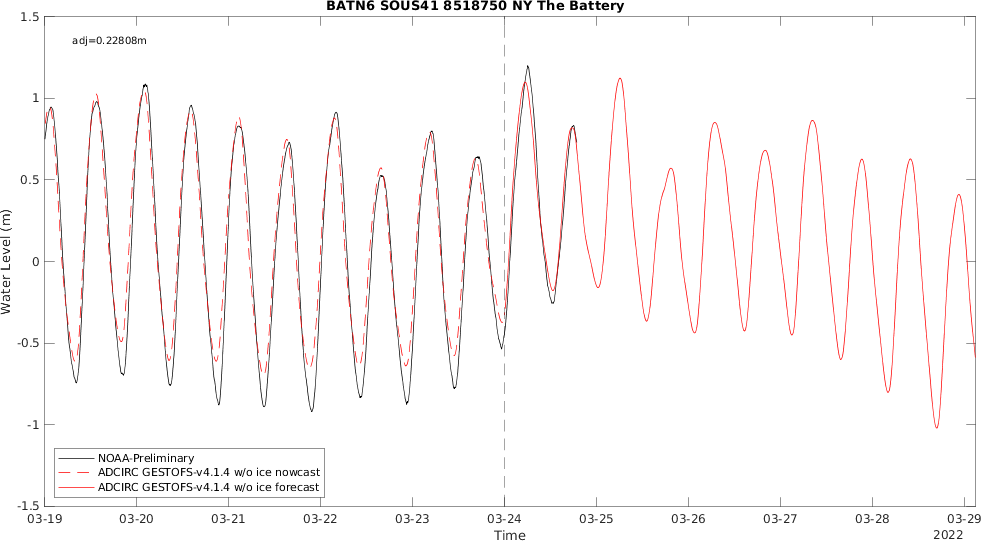 BATN6 SOUS41 8518750 NY The Battery
adj=0.22808m
1.5
1
0.5
0
-0.5
-1
-1.5
Water Level (m)
NOAA-Preliminary
ADCIRC GESTOFS-v4.1.4 w/o ice nowcast
ADCIRC GESTOFS-v4.1.4 w/o ice forecast
03-19 03-20 03-21 03-22 03-23 03-24 03-25 03-26 03-27 03-28 03-29
Time
2022